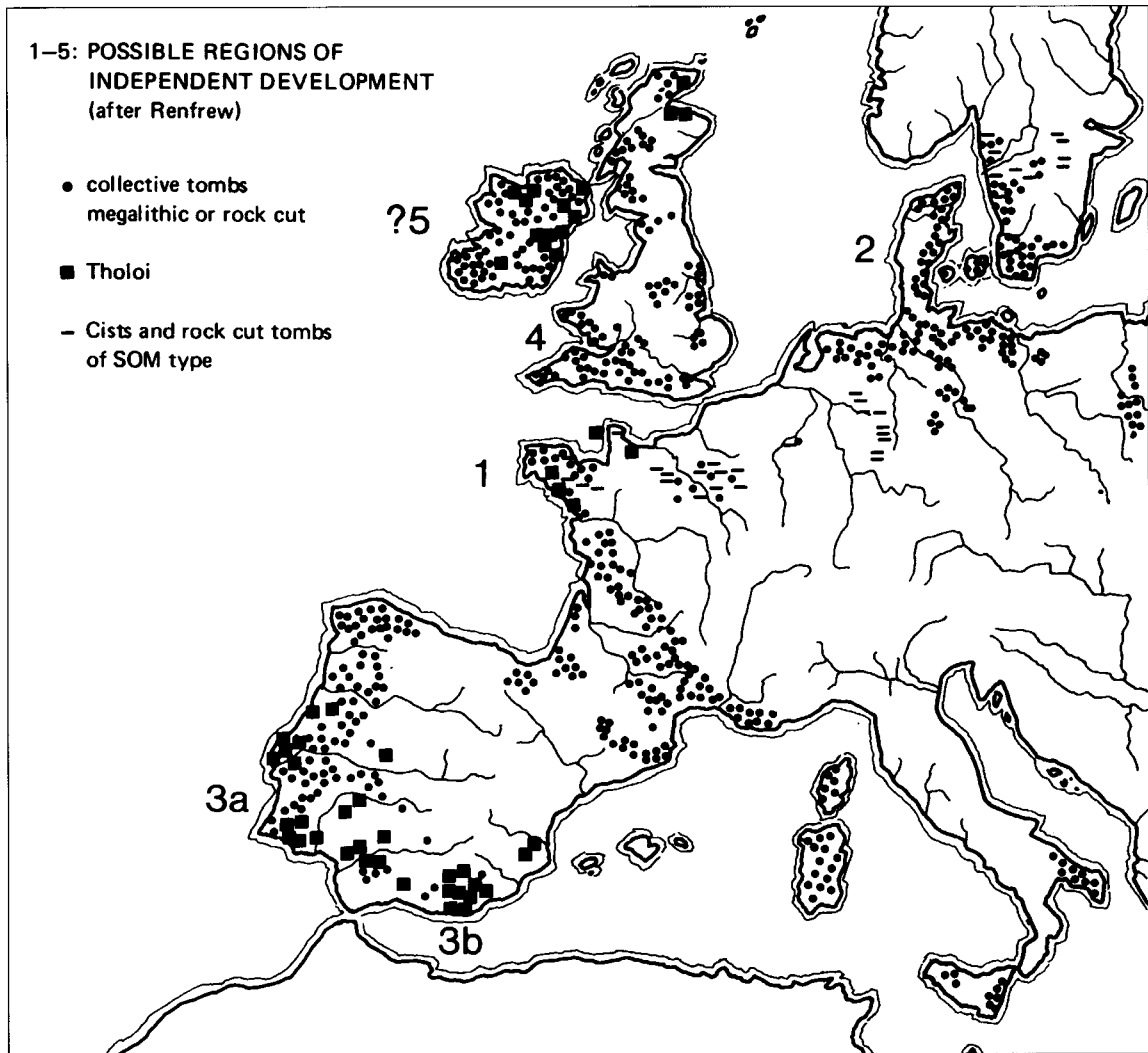 1–5: POSSIBLE REGIONS OF
INDEPENDENT DEVELOPMENT
(after Renfrew)
• collective tombs
megalithic or rock cut
■ Tholoi
– Cists and rock cut tombs
of SOM type
?5
2
4
1
3a
3b